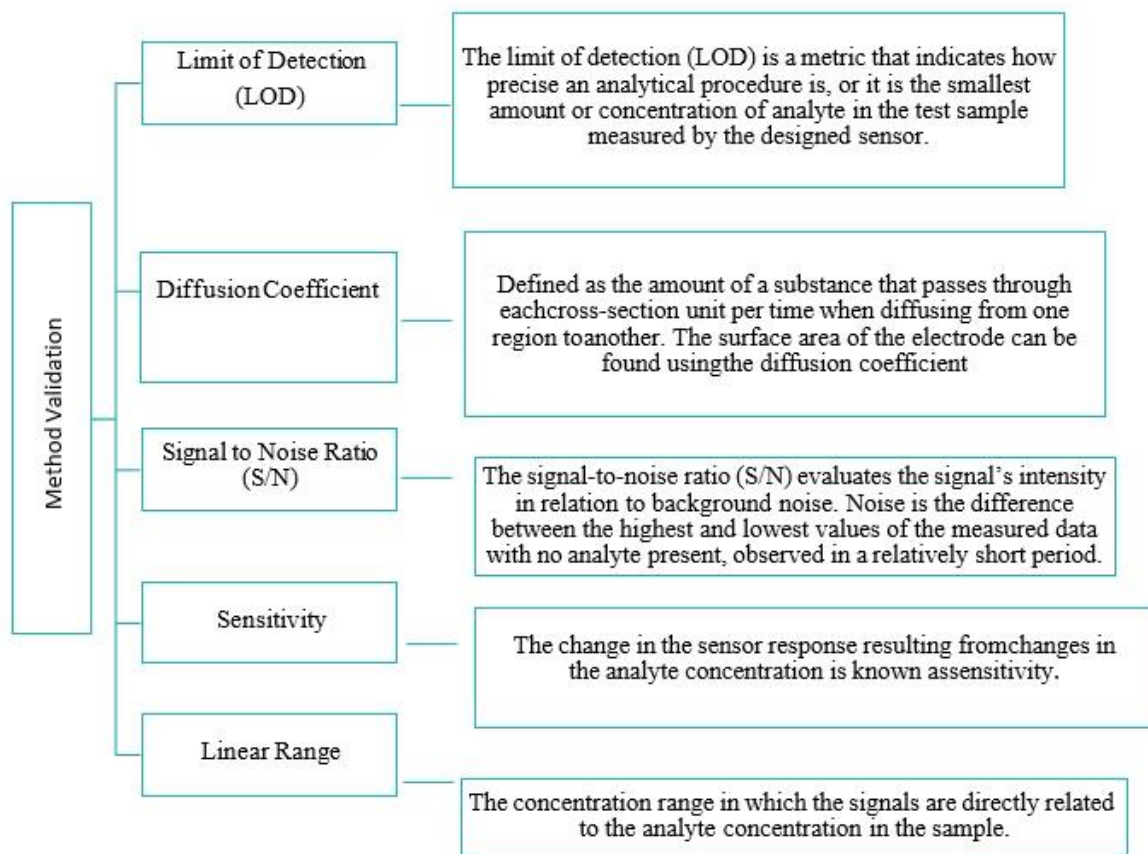 Method Validation
Limit of Detection
(LOD)
The limit of detection (LOD) is a metric that indicates how
precise an analytical procedure is, or it is the smallest
amount or concentration of analyte in the test sample
measured by the designed sensor.
Diffusion Coefficient
Defined as the amount of a substance that passes through
eachcross-section unit per time when diffusing from one
region toanother. The surface area of the electrode can be
found usingthe diffusion coefficient
Signal to Noise Ratio
(S/N)
The signal-to-noise ratio (S/N) evaluates the signal’s intensity
in relation to background noise. Noise is the difference
between the highest and lowest values of the measured data
with no analyte present, observed in a relatively short period.
Sensitivity
The change in the sensor response resulting fromchanges in
the analyte concentration is known assensitivity.
Linear Range
The concentration range in which the signals are directly related
to the analyte concentration in the sample.